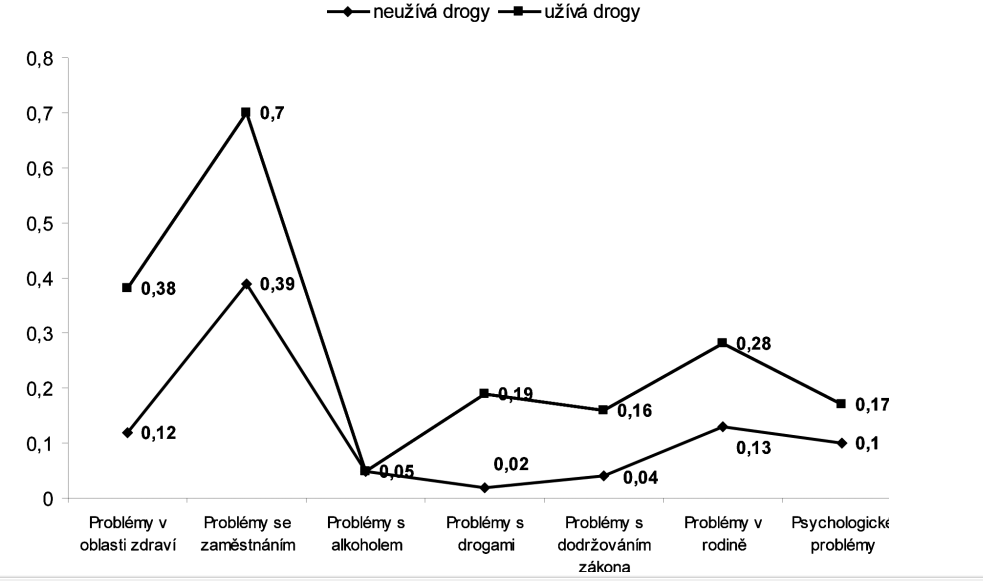 neužívá drogy užívá drogy
0,8
0,7
0,6
0,5
0,4
0,3
0,2
0,1
0
0,7
0,38
0,39
0,12
0,05
0,19
0,02
0,16
0,04
0,28
0,13
0,17
0,1
Problémy v
oblasti zdraví
Problémy se
zaměstnáním
Problémy s
alkoholem
Problémy s
drogami
Problémy s
dodržováním
zákona
Problémy v
rodině
Psychologické
problémy